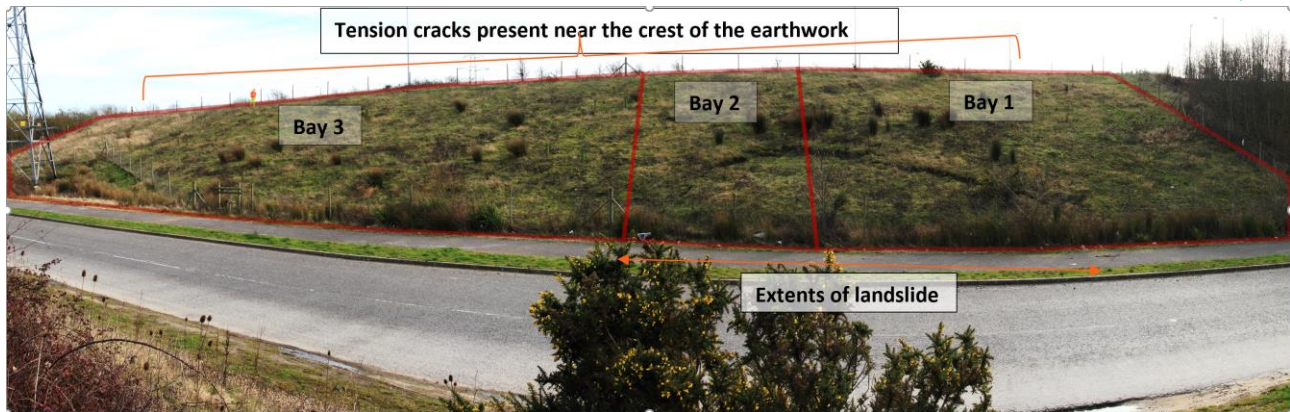 Tension cracks present near the crest of the earthwork
Bay 3
Bay 2
Bay 1
Extents of landslide